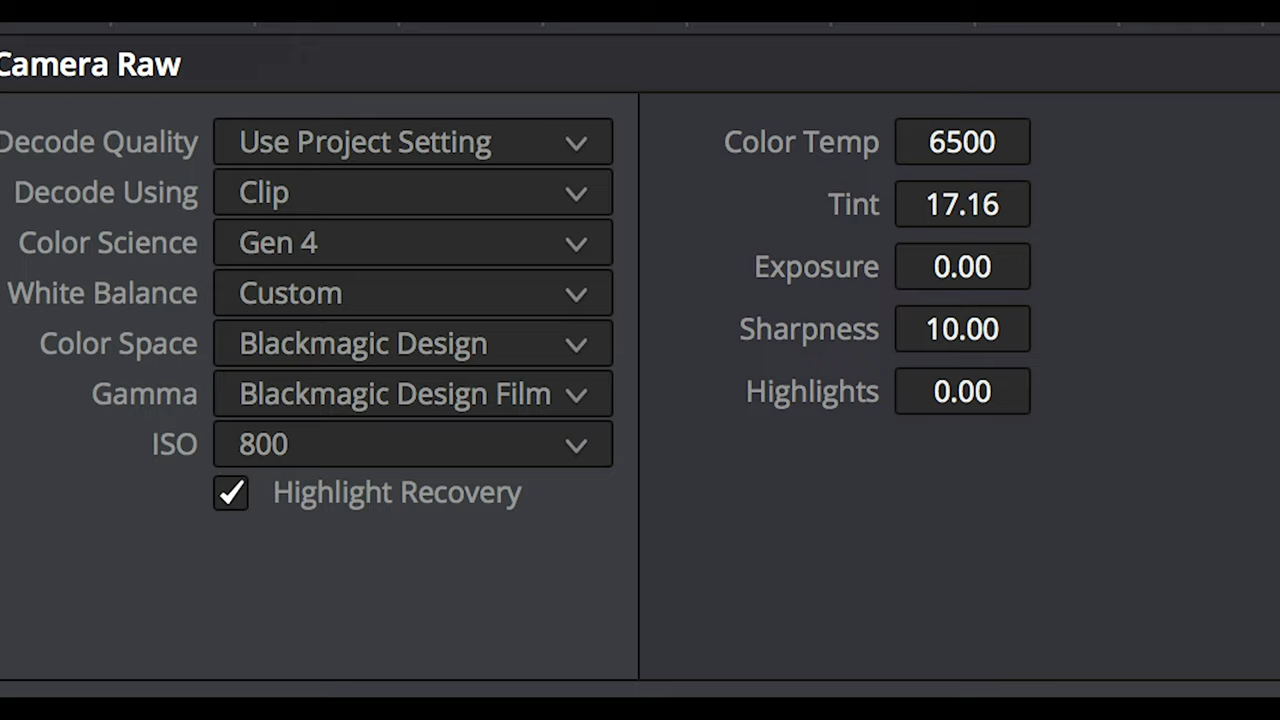 Camera Raw
Decode Quality Use Project Setting
Decode Using Clip
Color Science Gen 4
White Balance Custom
Color Space Blackmagic Design
Gamma Blackmagic Design Film
ISO 800
Highlight Recovery
Color Temp 6500
Tint 17.16
Exposure 0.00
Sharpness 10.00
Highlights 0.00